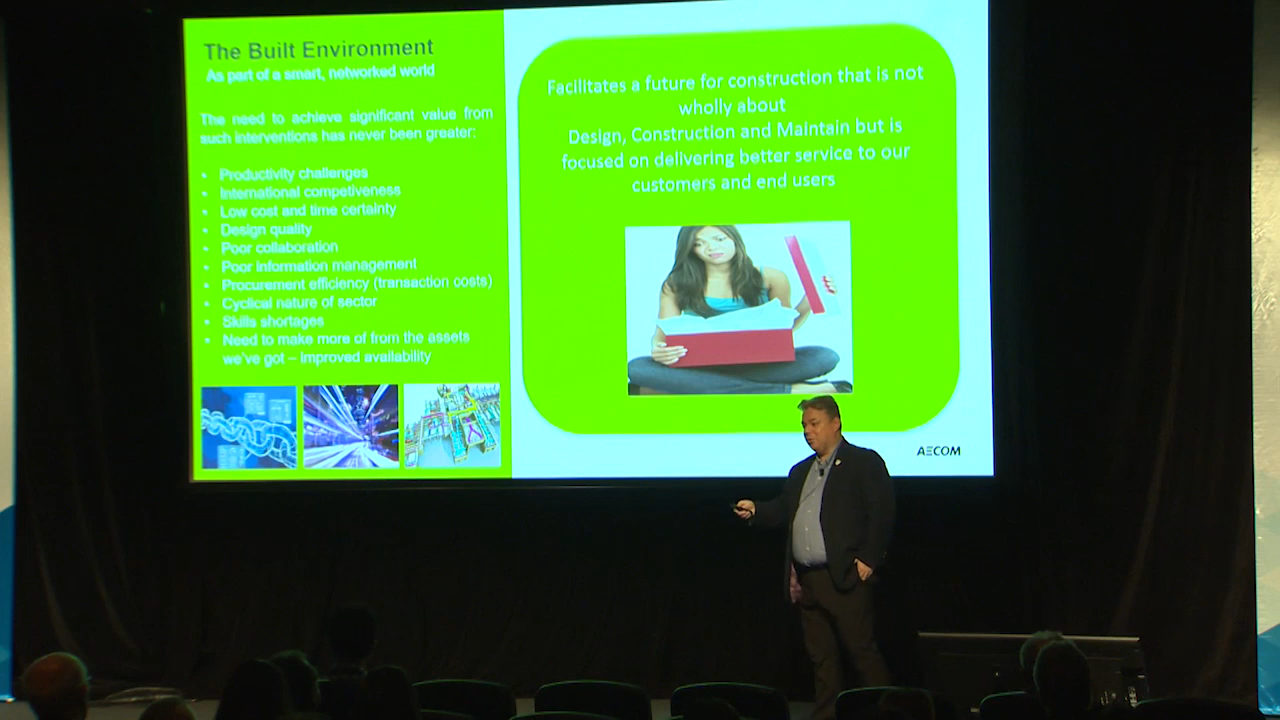 The Built Environment
As part of a smart, networked world
The need to achieve significant value from
such interventions has never been greater:
• Productivity challenges
• International competiveness
• Low cost and time certainty
• Design quality
• Poor collaboration
• Poor information management
• Procurement efficiency (transaction costs)
• Cyclical nature of sector
• Skills shortages
• Need to make more of from the assets
we've got – improved availability
Facilitates a future for construction that is not
wholly about
Design, Construction and Maintain but is
focused on delivering better service to our
customers and end users
AECOM